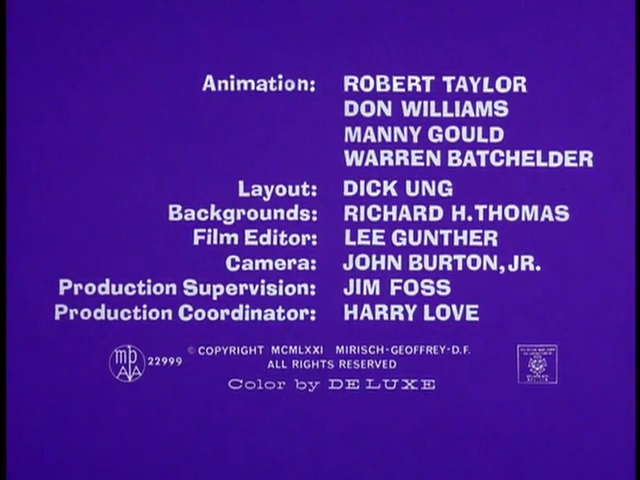 Animation: ROBERT TAYLOR
DON WILLIAMS
MANNY GOULD
WARREN BATCHELDER
Layout: DICK UNG
Backgrounds: RICHARD H. THOMAS
Film Editor: LEE GUNTHER
Camera: JOHN BURTON, JR.
Production Supervision: JIM FOSS
Production Coordinator: HARRY LOVE
mpAA 22999
© COPYRIGHT MCMLXXI MIRISCH-GEOFFREY-D.F.
ALL RIGHTS RESERVED
Color by DE LUXE